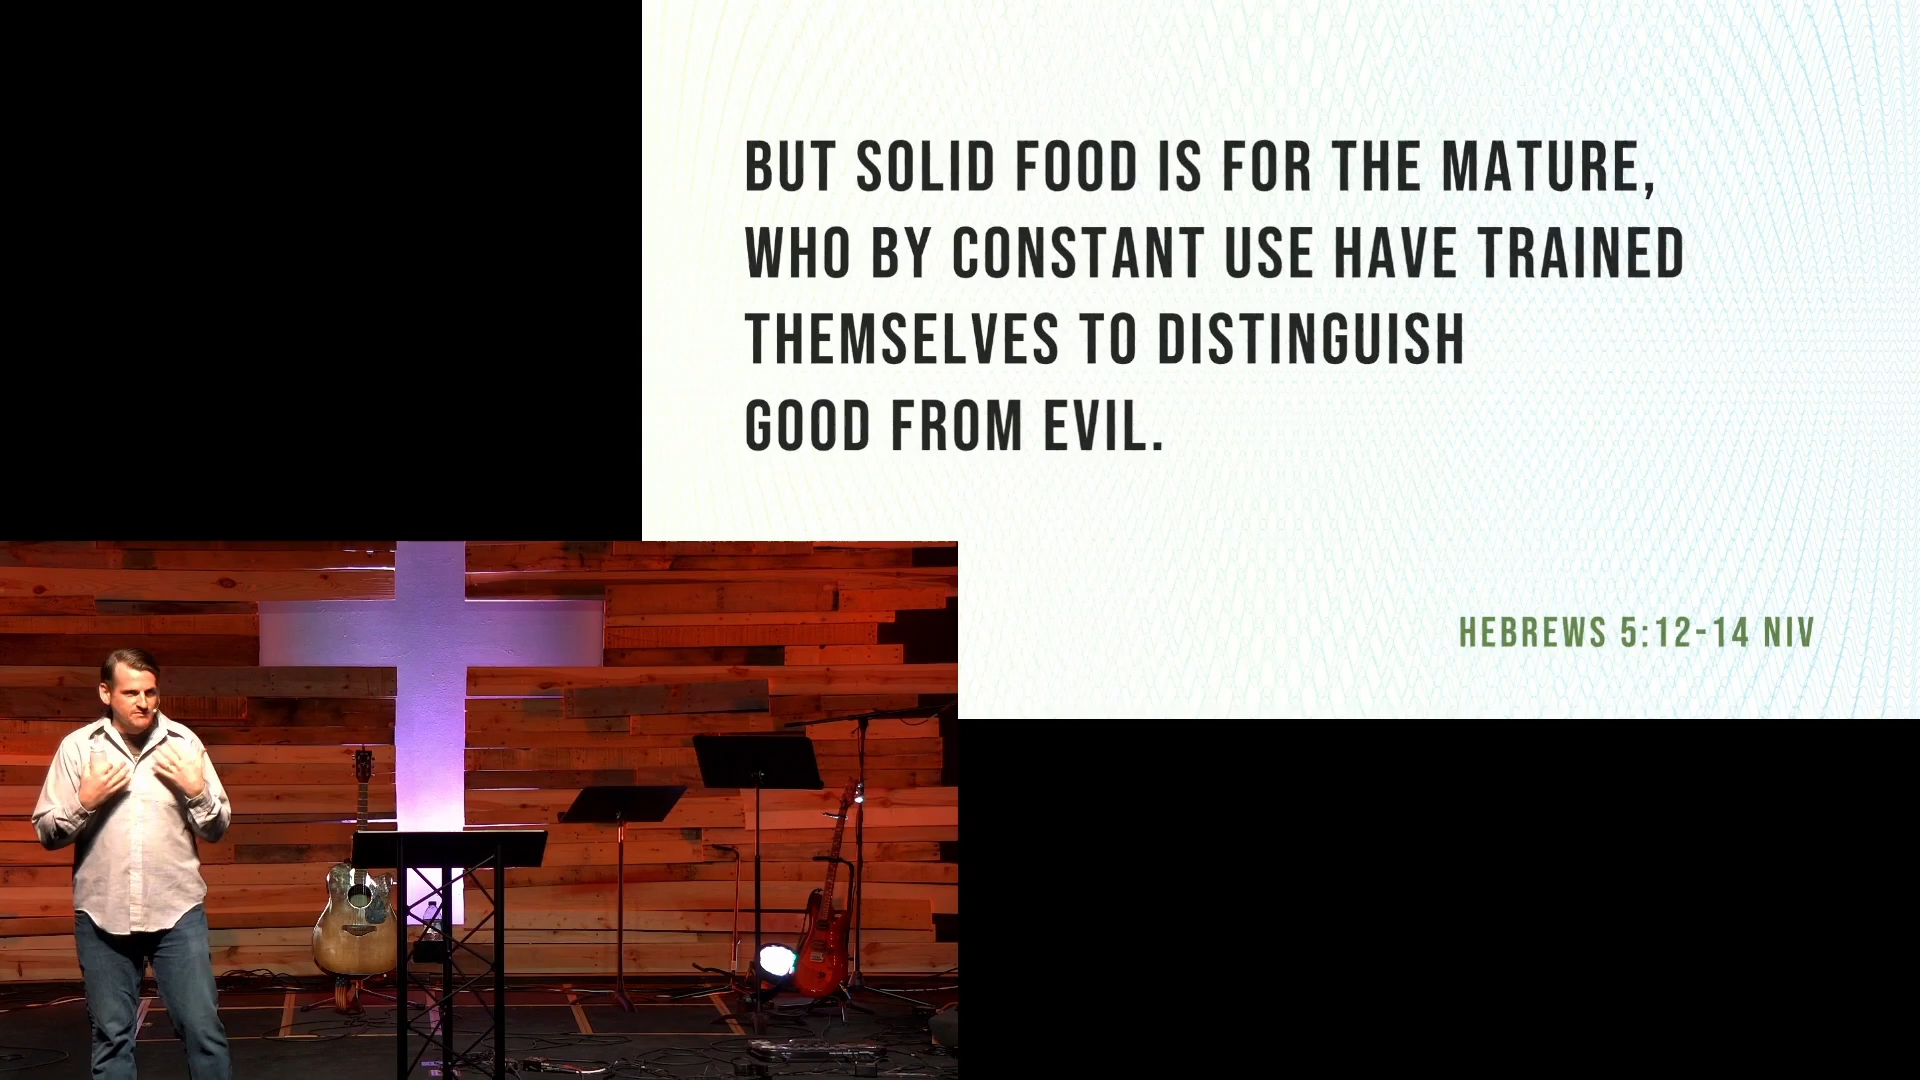 BUT SOLID FOOD IS FOR THE MATURE,
WHO BY CONSTANT USE HAVE TRAINED
THEMSELVES TO DISTINGUISH
GOOD FROM EVIL.
HEBREWS 5:12-14 NIV